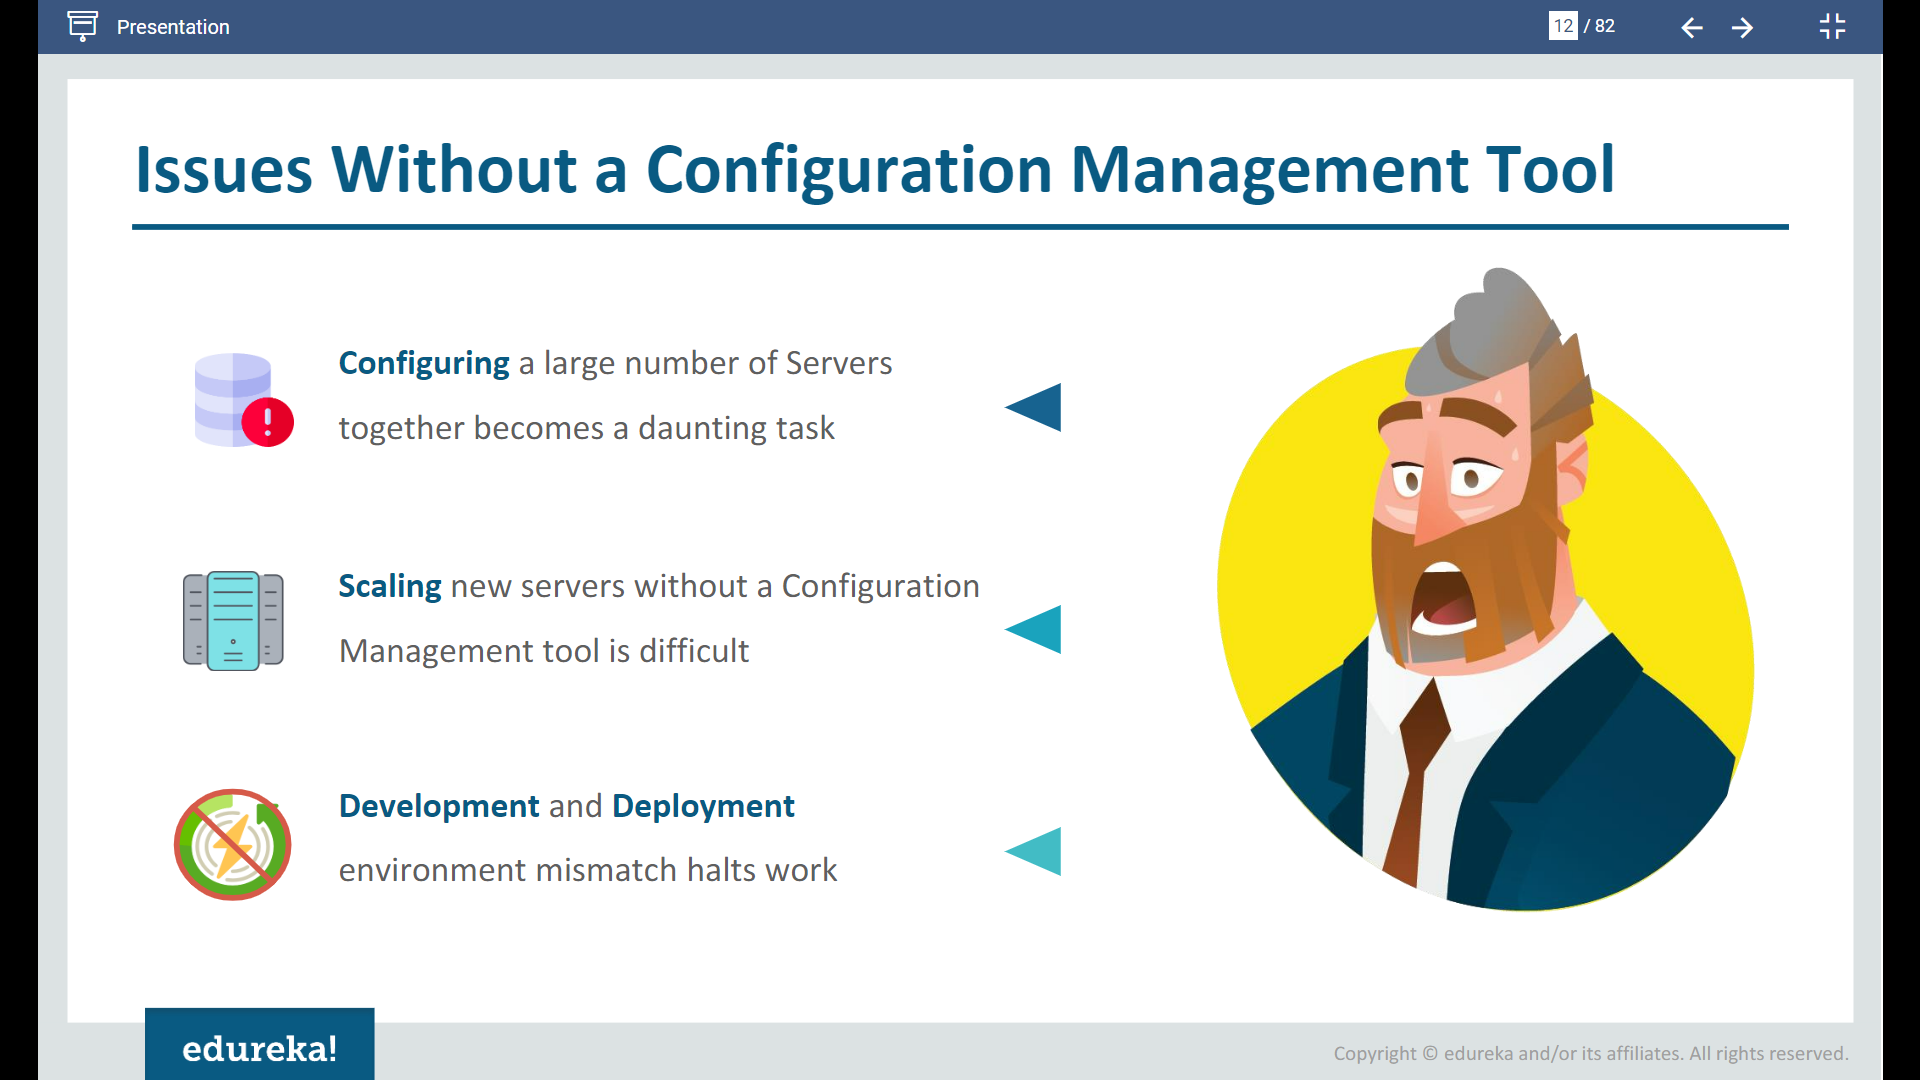 Presentation
12 / 82
Issues Without a Configuration Management Tool
Configuring a large number of Servers
together becomes a daunting task
Scaling new servers without a Configuration
Management tool is difficult
Development and Deployment
environment mismatch halts work
edureka!
Copyright © edureka and/or its affiliates. All rights reserved.